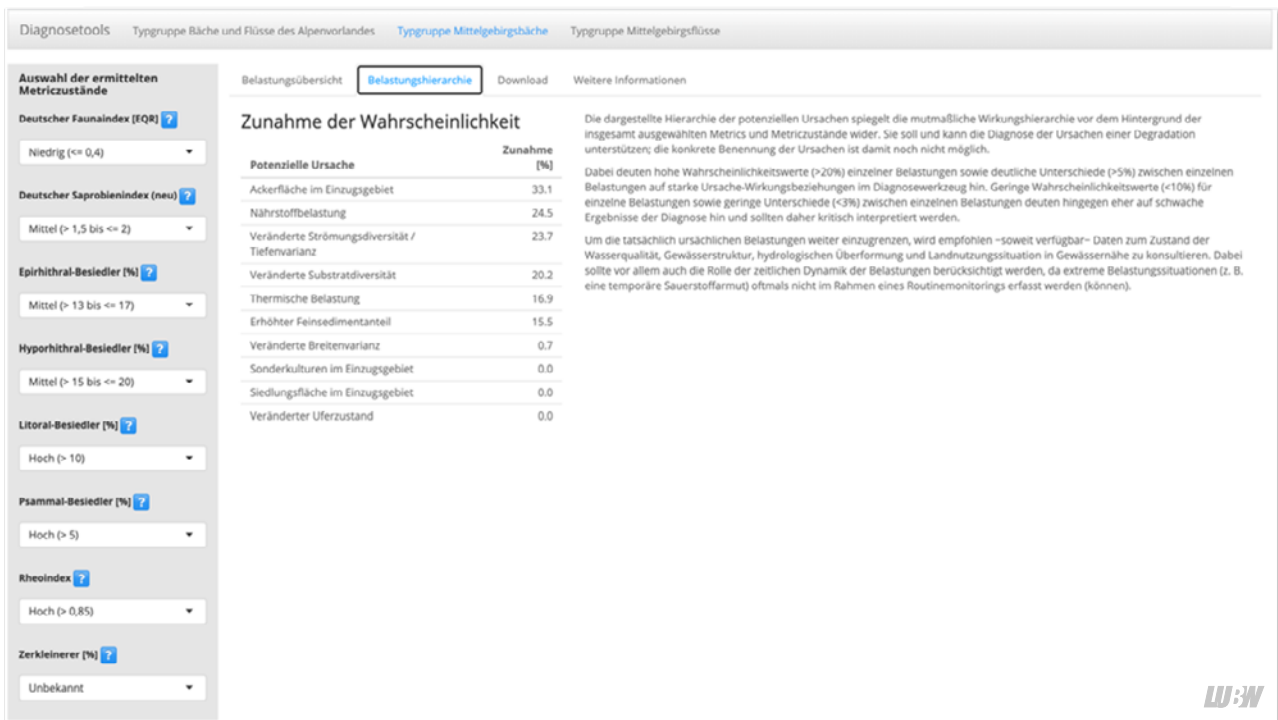 Diagnosetools Typgruppe Bäche und Flüsse des Alpenvorlandes Typgruppe Mittelgebirgsbäche Typgruppe Mittelgebirgsflüsse
Auswahl der ermittelten
Metriczustände
Deutscher Faunaindex [EQR] ?
Niedrig (<= 0,4)
Deutscher Saprobienindex (neu) ?
Mittel (> 1,5 bis <= 2)
Epirhithral-Besiedler [%] ?
Mittel (> 13 bis <= 17)
Hyporhithral-Besiedler [%] ?
Mittel (> 15 bis <= 20)
Litoral-Besiedler [%] ?
Hoch (> 10)
Psammal-Besiedler [%] ?
Hoch (> 5)
Rheoindex ?
Hoch (> 0,85)
Zerkleinerer [%] ?
Unbekannt
Belastungsübersicht Belastungshierarchie Download Weitere Informationen
Zunahme der Wahrscheinlichkeit
Potenzielle Ursache Zunahme [%]
Ackerfläche im Einzugsgebiet 33.1
Nährstoffbelastung 24.5
Veränderte Strömungsdiversität / 23.7
Tiefenvarianz
Veränderte Substratdiversität 20.2
Thermische Belastung 16.9
Erhöhter Feinsedimentanteil 15.5
Veränderte Breitenvarianz 0.7
Sonderkulturen im Einzugsgebiet 0.0
Siedlungsfläche im Einzugsgebiet 0.0
Veränderter Uferzustand 0.0
Die dargestellte Hierarchie der potenziellen Ursachen spiegelt die mutmaßliche Wirkungshierarchie vor dem Hintergrund der
insgesamt ausgewählten Metrics und Metriczustände wider. Sie soll und kann die Diagnose der Ursachen einer Degradation
unterstützen; die konkrete Benennung der Ursachen ist damit noch nicht möglich.
Dabei deuten hohe Wahrscheinlichkeitswerte (>20%) einzelner Belastungen sowie deutliche Unterschiede (>5%) zwischen einzelnen
Belastungen auf starke Ursache-Wirkungsbeziehungen im Diagnosewerkzeug hin. Geringe Wahrscheinlichkeitswerte (<10%) für
einzelne Belastungen sowie geringe Unterschiede (<3%) zwischen einzelnen Belastungen deuten hingegen eher auf schwache
Ergebnisse der Diagnose hin und sollten daher kritisch interpretiert werden.
Um die tatsächlich ursächlichen Belastungen weiter einzugrenzen, wird empfohlen −soweit verfügbar− Daten zum Zustand der
Wasserqualität, Gewässerstruktur, hydrologischen Überformung und Landnutzungssituation in Gewässernähe zu konsultieren. Dabei
sollte vor allem auch die Rolle der zeitlichen Dynamik der Belastungen berücksichtigt werden, da extreme Belastungssituationen (z. B.
eine temporäre Sauerstoffarmut) oftmals nicht im Rahmen eines Routinemonitorings erfasst werden (können).
LUBW